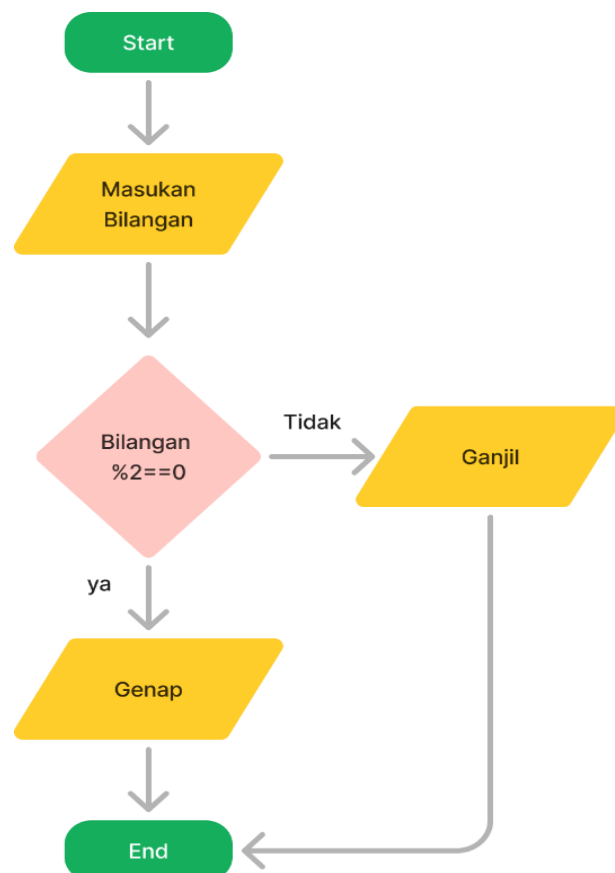 Start
Masukan
Bilangan
Bilangan
%2==0
Tidak
Ganjil
ya
Genap
End